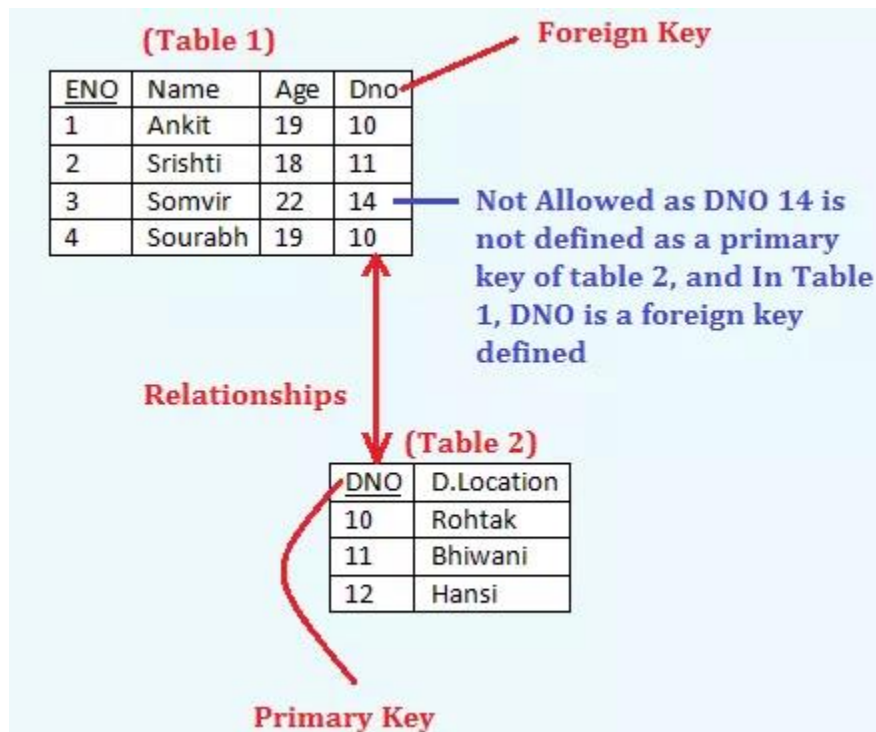 (Table 1)
Foreign Key
ENO Name Age Dno
1 Ankit 19 10
2 Srishti 18 11
3 Somvir 22 14
4 Sourabh 19 10
Not Allowed as DNO 14 is
not defined as a primary
key of table 2, and In Table
1, DNO is a foreign key
defined
Relationships
(Table 2)
DNO D.Location
10 Rohtak
11 Bhiwani
12 Hansi
Primary Key